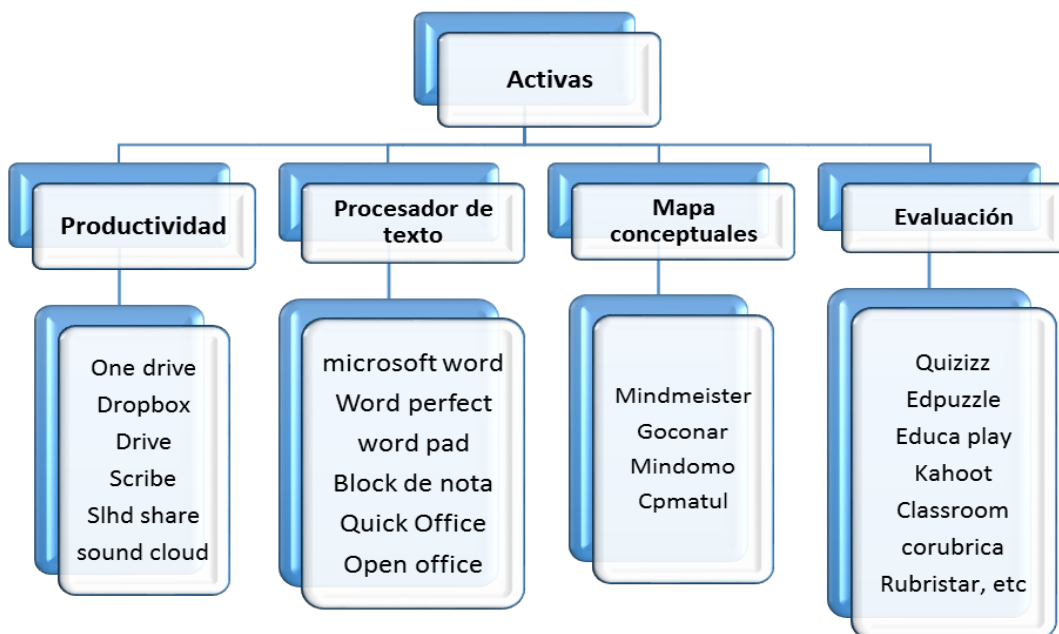 Activas
Productividad
Procesador de
texto
Mapa
conceptuales
Evaluación
One drive
Dropbox
Drive
Scribe
Slhd share
sound cloud
microsoft word
Word perfect
word pad
Block de nota
Quick Office
Open office
Mindmeister
Goconar
Mindomo
Cpmatul
Quizizz
Edpuzzle
Educa play
Kahoot
Classroom
corubrica
Rubristar, etc